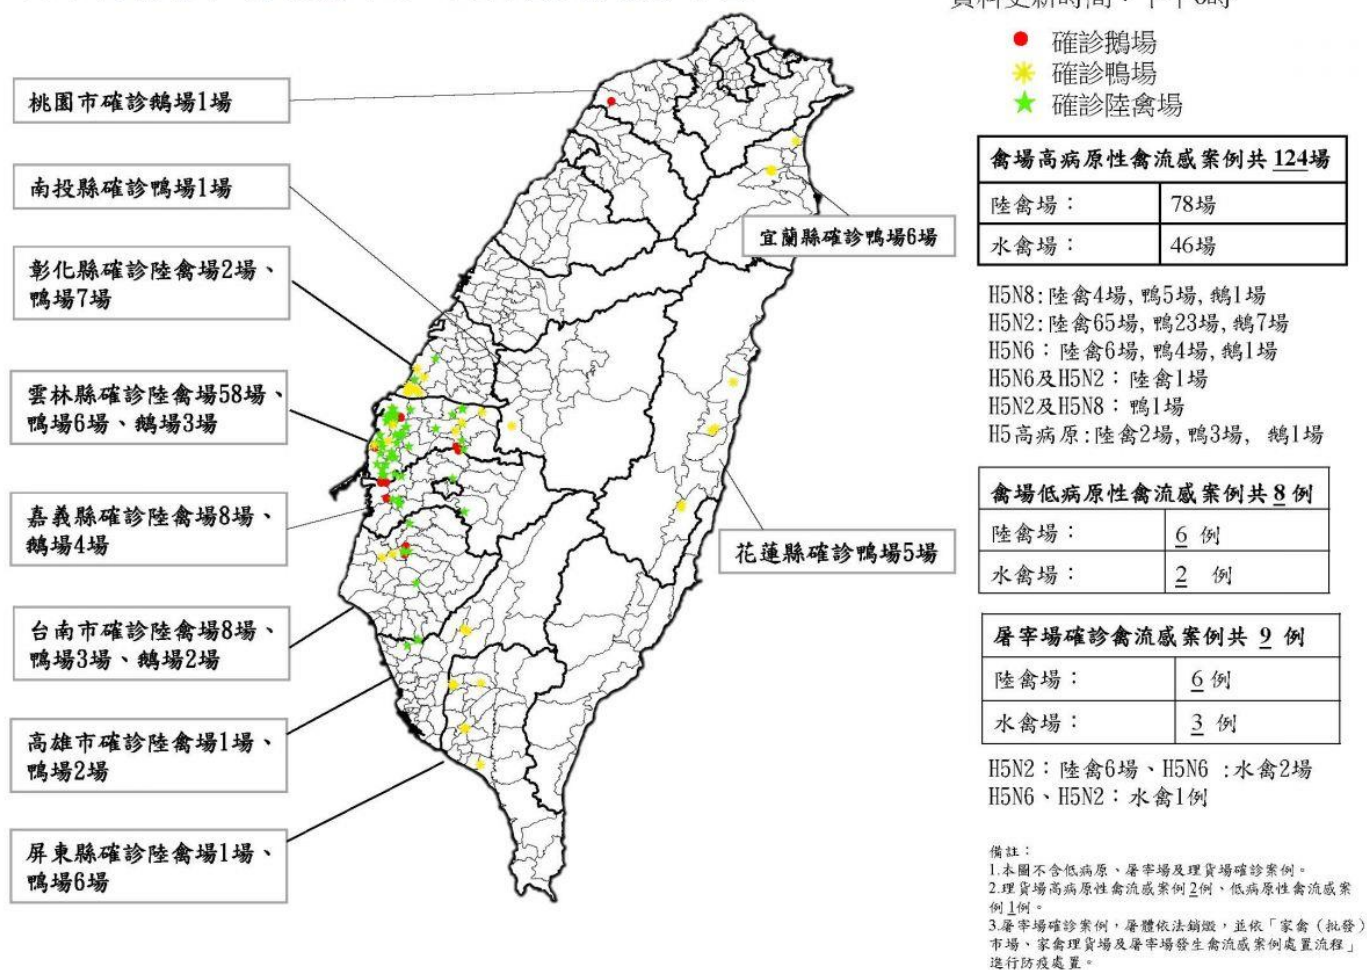 確診鵝場
確診鴨場
確診陸禽場
桃園市確診鵝場1場
南投縣確診鴨場1場
彰化縣確診陸禽場2場、
鴨場7場
雲林縣確診陸禽場58場、
鴨場6場、鵝場3場
嘉義縣確診陸禽場8場、
鵝場4場
台南市確診陸禽場8場、
鴨場3場、鵝場2場
高雄市確診陸禽場1場、
鴨場2場
屏東縣確診陸禽場1場、
鴨場6場
宜蘭縣確診鴨場6場
花蓮縣確診鴨場5場
禽場高病原性禽流感案例共 124場
陸禽場： 78場
水禽場： 46場
H5N8:陸禽4場,鴨5場,鵝1場
H5N2:陸禽65場,鴨23場,鵝7場
H5N6：陸禽6場,鴨4場,鵝1場
H5N6及H5N2：陸禽1場
H5N2及H5N8：鴨1場
H5高病原:陸禽2場,鴨3場, 鵝1場
禽場低病原性禽流感案例共 8 例
陸禽場： 6 例
水禽場： 2 例
屠宰場確診禽流感案例共 9 例
陸禽場： 6 例
水禽場： 3 例
H5N2：陸禽6場、H5N6 :水禽2場
H5N6、H5N2：水禽1例
備註：
1.本圖不含低病原、屠宰場及理貨場確診案例。
2.理貨場高病原性禽流感案例2例、低病原性禽流感案
例1例。
3.屠宰場確診案例，屠體依法銷燬，並依「家禽（批發）
市場、家禽理貨場及屠宰場發生禽流感案例處置流程」
進行防疫處置。